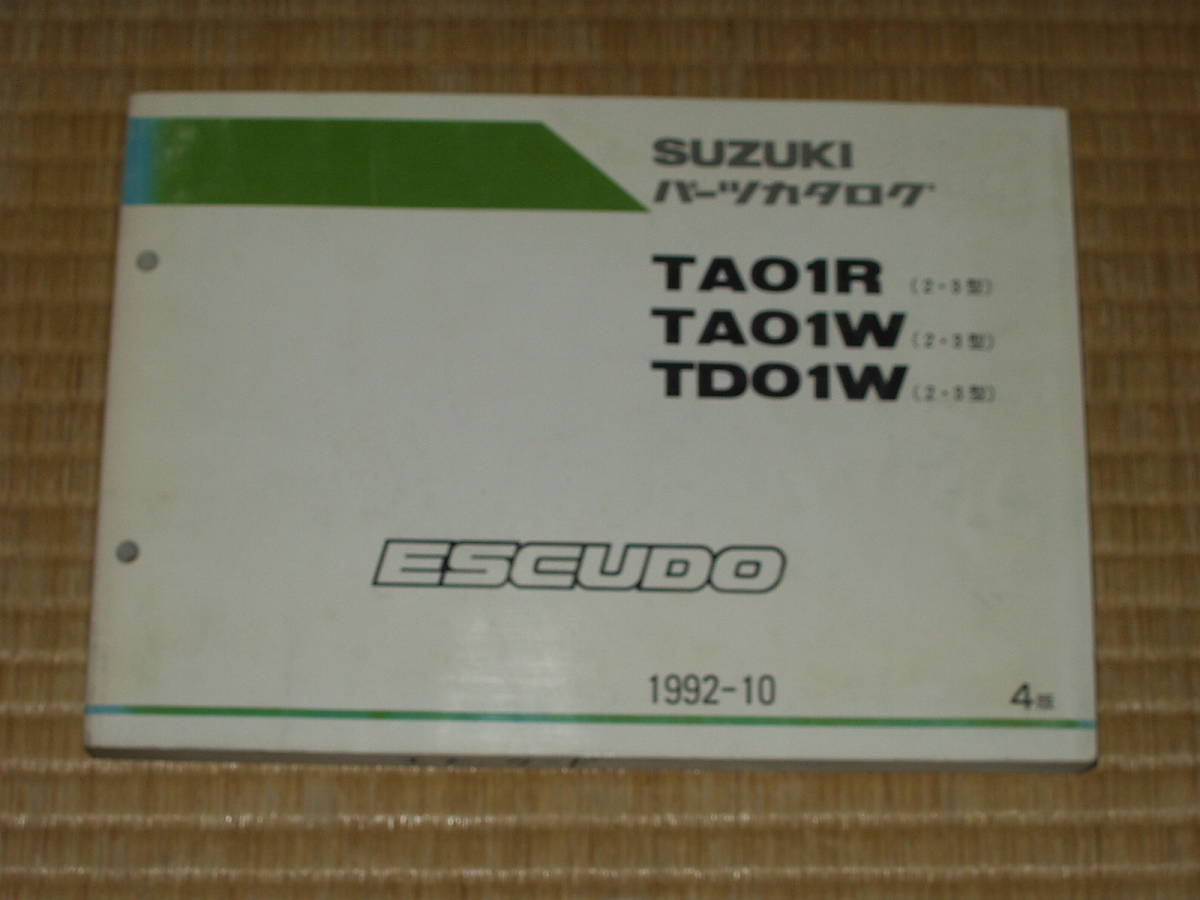 SUZUKI
パーツカタログ
TA01R (2・3型)
TA01W (2・3型)
TD01W (2・3型)
ESCUDO
1992-10
4版